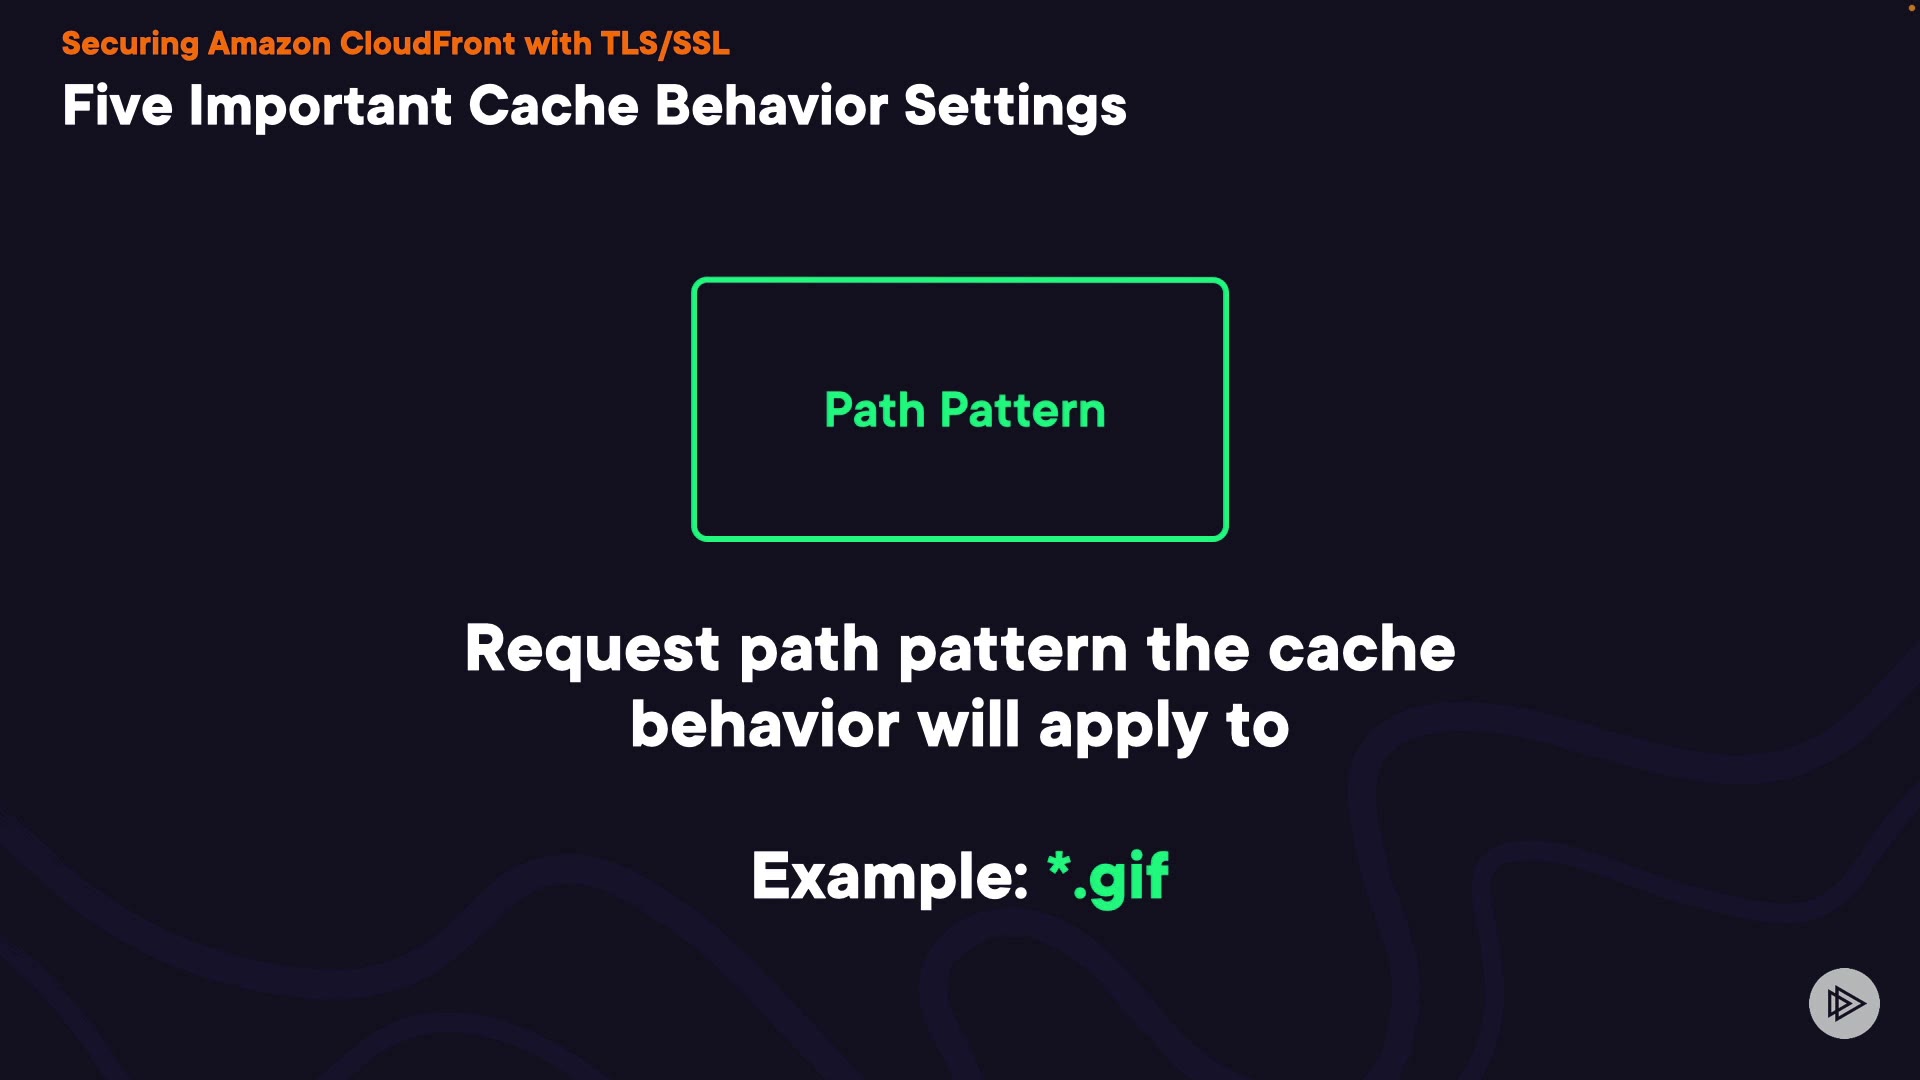 Securing Amazon CloudFront with TLS/SSL
Five Important Cache Behavior Settings
Path Pattern
Request path pattern the cache
behavior will apply to
Example: *.gif